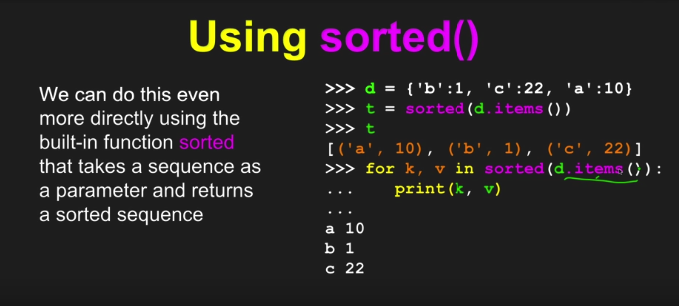 Using sorted()
We can do this even
more directly using the
built-in function sorted
that takes a sequence as
a parameter and returns
a sorted sequence
>>> d = {'b':1, 'c':22, 'a':10}
>>> t = sorted(d.items())
>>> t
[('a', 10), ('b', 1), ('c', 22)]
>>> for k, v in sorted(d.items()):
...     print(k, v)
...
a 10
b 1
c 22